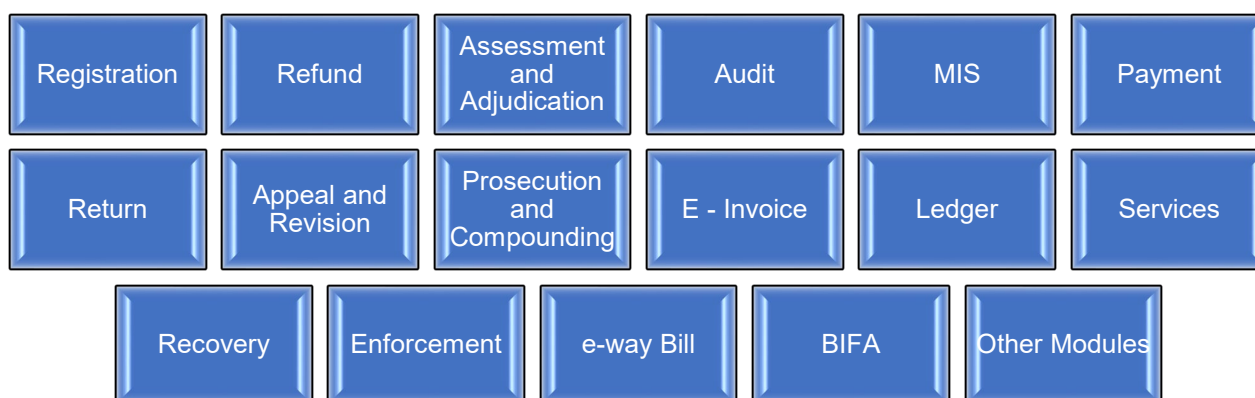 Registration
Refund
Assessment
and
Adjudication
Audit
MIS
Payment
Return
Appeal and
Revision
Prosecution
and
Compounding
E - Invoice
Ledger
Services
Recovery
Enforcement
e-way Bill
BIFA
Other Modules